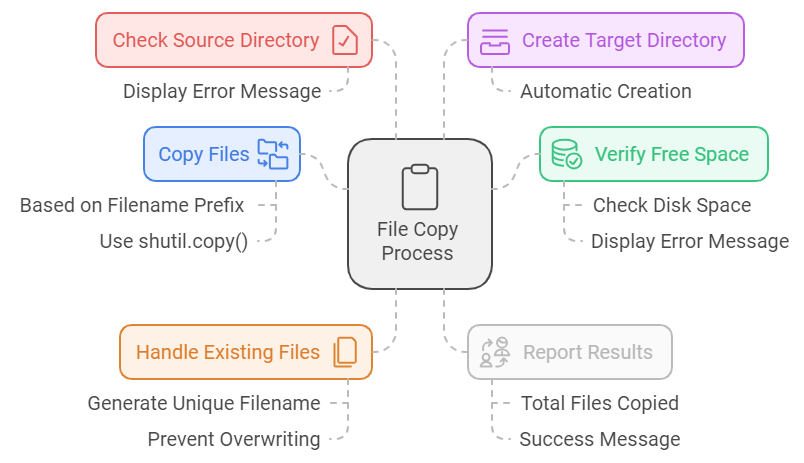 Check Source Directory
Display Error Message
Create Target Directory
Automatic Creation
Copy Files
Based on Filename Prefix
Use shutil.copy()
File Copy
Process
Verify Free Space
Check Disk Space
Display Error Message
Handle Existing Files
Generate Unique Filename
Prevent Overwriting
Report Results
Total Files Copied
Success Message